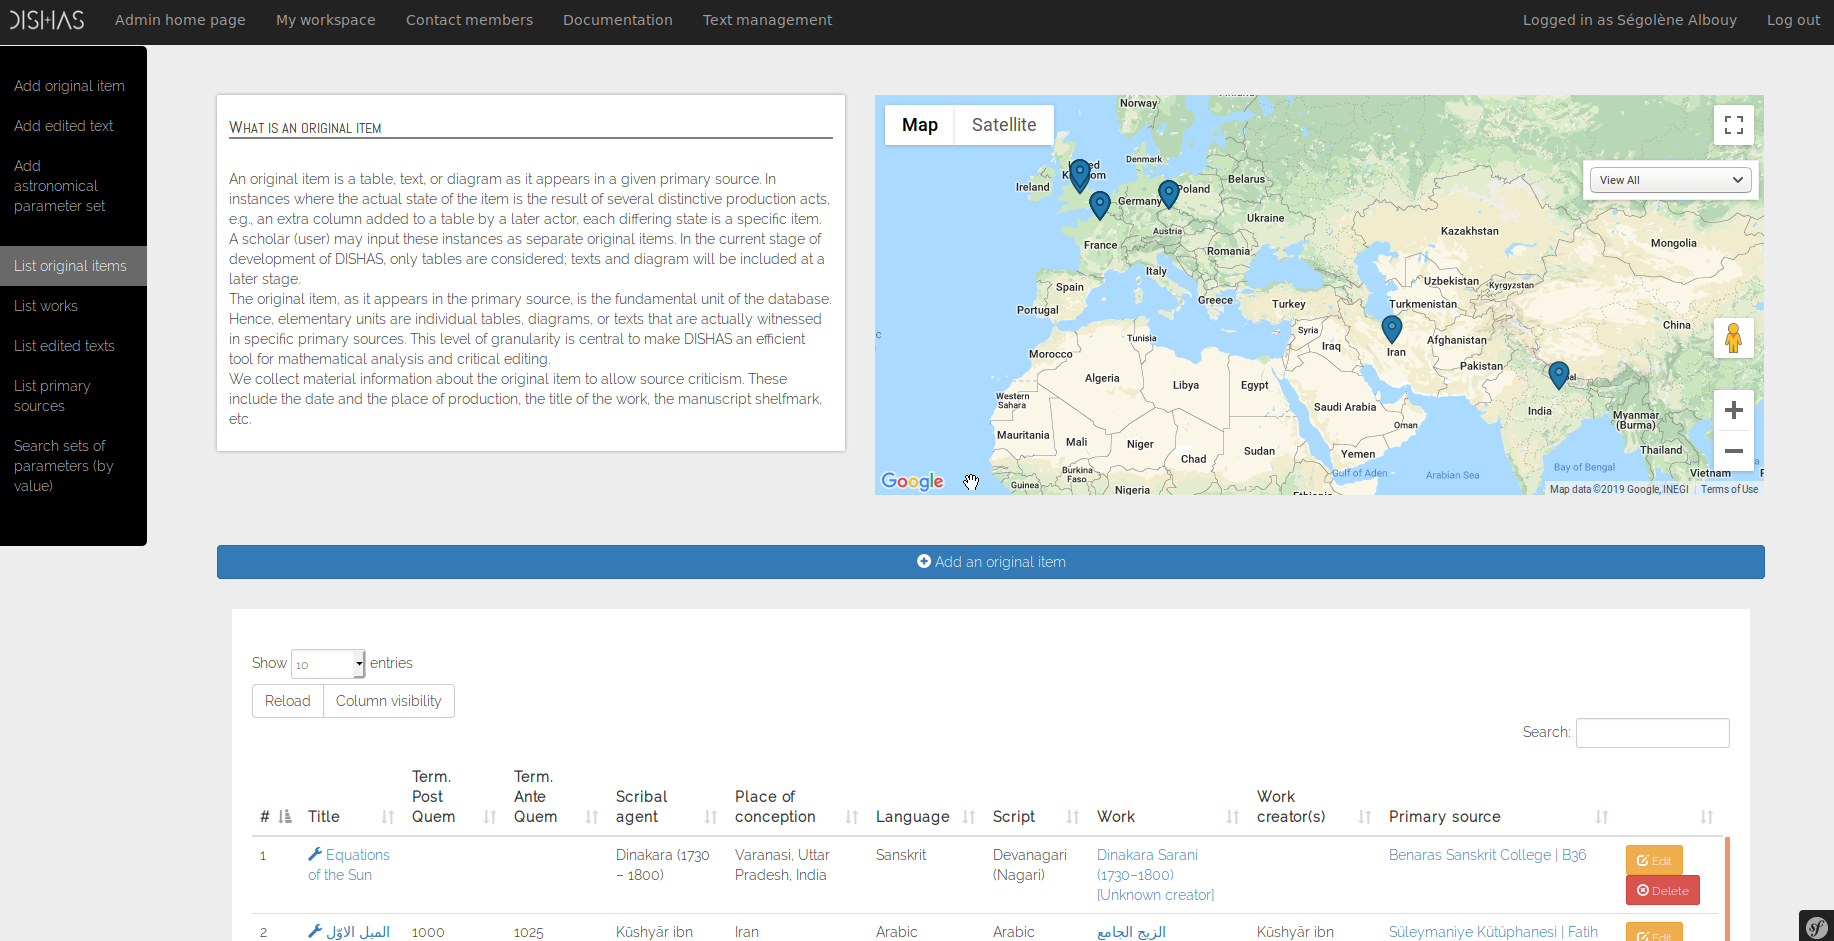 DISHAS Admin home page My workspace Contact members Documentation Text management Logged in as Ségolène Albouy Log out
Add original item
Add edited text
Add
astronomical
parameter set
List original items
List works
List edited texts
List primary
sources
Search sets of
parameters (by
value)
What is an original item
An original item is a table, text, or diagram as it appears in a given primary source. In
instances where the actual state of the item is the result of several distinctive production acts,
e.g., an extra column added to a table by a later actor, each differing state is a specific item.
A scholar (user) may input these instances as separate original items. In the current stage of
development of DISHAS, only tables are considered; texts and diagram will be included at a
later stage.
The original item, as it appears in the primary source, is the fundamental unit of the database.
Hence, elementary units are individual tables, diagrams, or texts that are actually witnessed
in specific primary sources. This level of granularity is central to make DISHAS an efficient
tool for mathematical analysis and critical editing.
We collect material information about the original item to allow source criticism. These
include the date and the place of production, the title of the work, the manuscript shelfmark,
etc.
Map Satellite
View All
Norway
Denmark
Ireland
Poland
Belarus
Germany
Ukraine
Austria
France
Romania
Kazakhstan
Mongolia
Italy
Spain
Portugal
Greece
Turkey
Uzbekistan
Kyrgyzstan
Turkmenistan
China
Tunisia
Syria
Iraq
Iran
Afghanistan
Morocco
Pakistan
Algeria
Libya
Egypt
Western
Sahara
Saudi Arabia
India
Oman
Myanmar
(Burma)
Mauritania
Mali
Niger
Chad
Sudan
Yemen
Thailand
Burkina
Faso
Guinea
Nigeria
Gulf of Aden
Arabian Sea
Bay of Bengal
Vietnam
Google
Map data ©2019 Google, INEGI Terms of Use
Add an original item
Show 10 entries
Reload Column visibility
Search:
# Title
Term.
Post
Quem
Term.
Ante
Quem
Scribal
agent
Place of
conception
Language
Script
Work
Work
creator(s)
Primary source
1
Equations
of the Sun
Dinakara (1730
– 1800)
Varanasi, Uttar
Pradesh, India
Sanskrit
Devanagari
(Nagari)
Dinakara Sarani
(1730–1800)
[Unknown creator]
Benaras Sanskrit College | B36
Edit
Delete
2
الميل الاوّل
1000
1025
Kūshyār ibn
Iran
Arabic
Arabic
الزيج الجامع
Kūshyār ibn
Süleymaniye Kütüphanesi | Fatih
Edit
sf